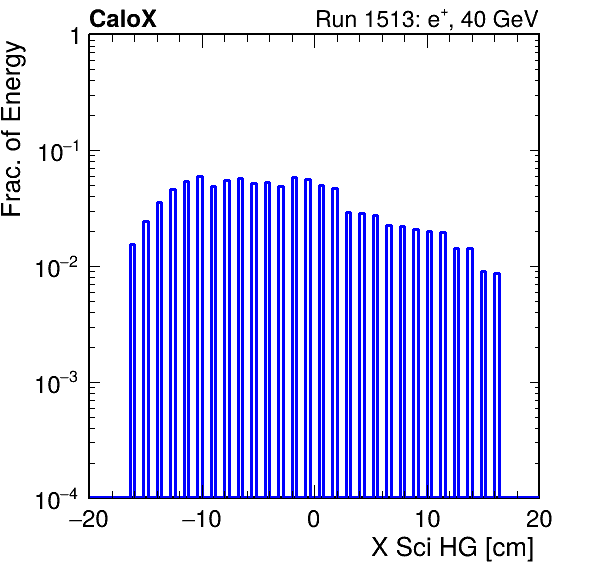 CaloX
Run 1513: e⁺, 40 GeV
Frac. of Energy
1
10⁻¹
10⁻²
10⁻³
10⁻⁴
−20 −10 0 10 20
X Sci HG [cm]